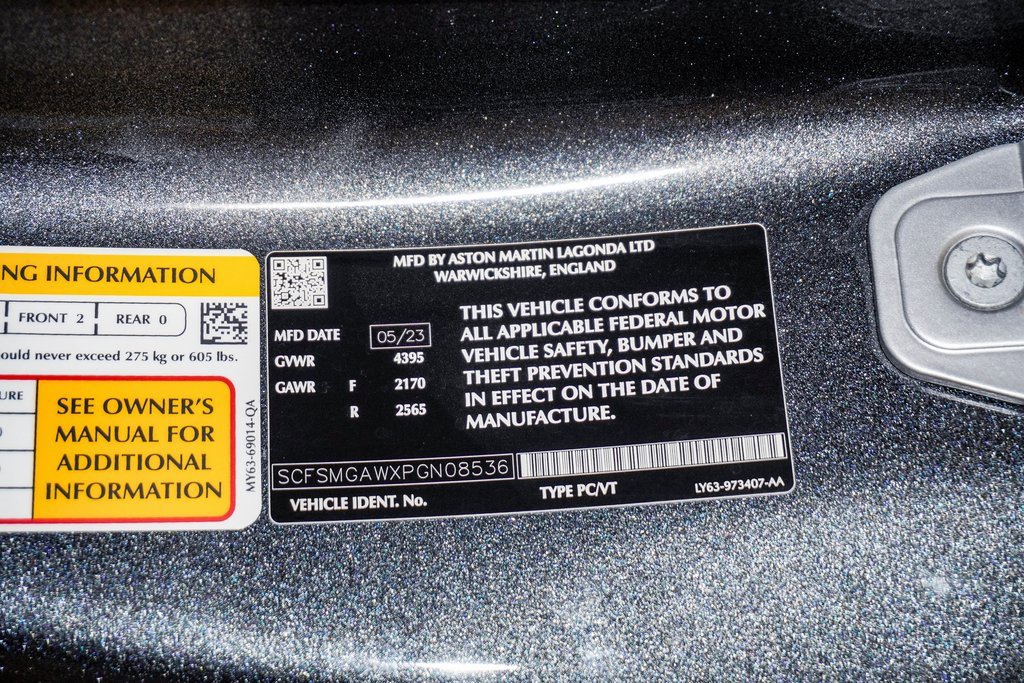 NG INFORMATION
FRONT 2
REAR 0
ould never exceed 275 kg or 605 lbs.
URE
SEE OWNER'S
MANUAL FOR
ADDITIONAL
INFORMATION
MY63-69014-QA
MFD BY ASTON MARTIN LAGONDA LTD
WARWICKSHIRE, ENGLAND
MFD DATE 05/23
GVWR 4395
GAWR F 2170
R 2565
THIS VEHICLE CONFORMS TO
ALL APPLICABLE FEDERAL MOTOR
VEHICLE SAFETY, BUMPER AND
THEFT PREVENTION STANDARDS
IN EFFECT ON THE DATE OF
MANUFACTURE.
SCFSMGAWXPGN08536
VEHICLE IDENT. No.
TYPE PC/VT
LY63-973407-AA